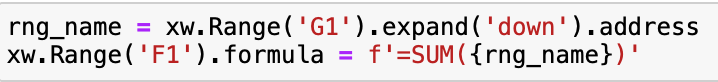 rng_name = xw.Range('G1').expand('down').address
xw.Range('F1').formula = f'=SUM({rng_name})'